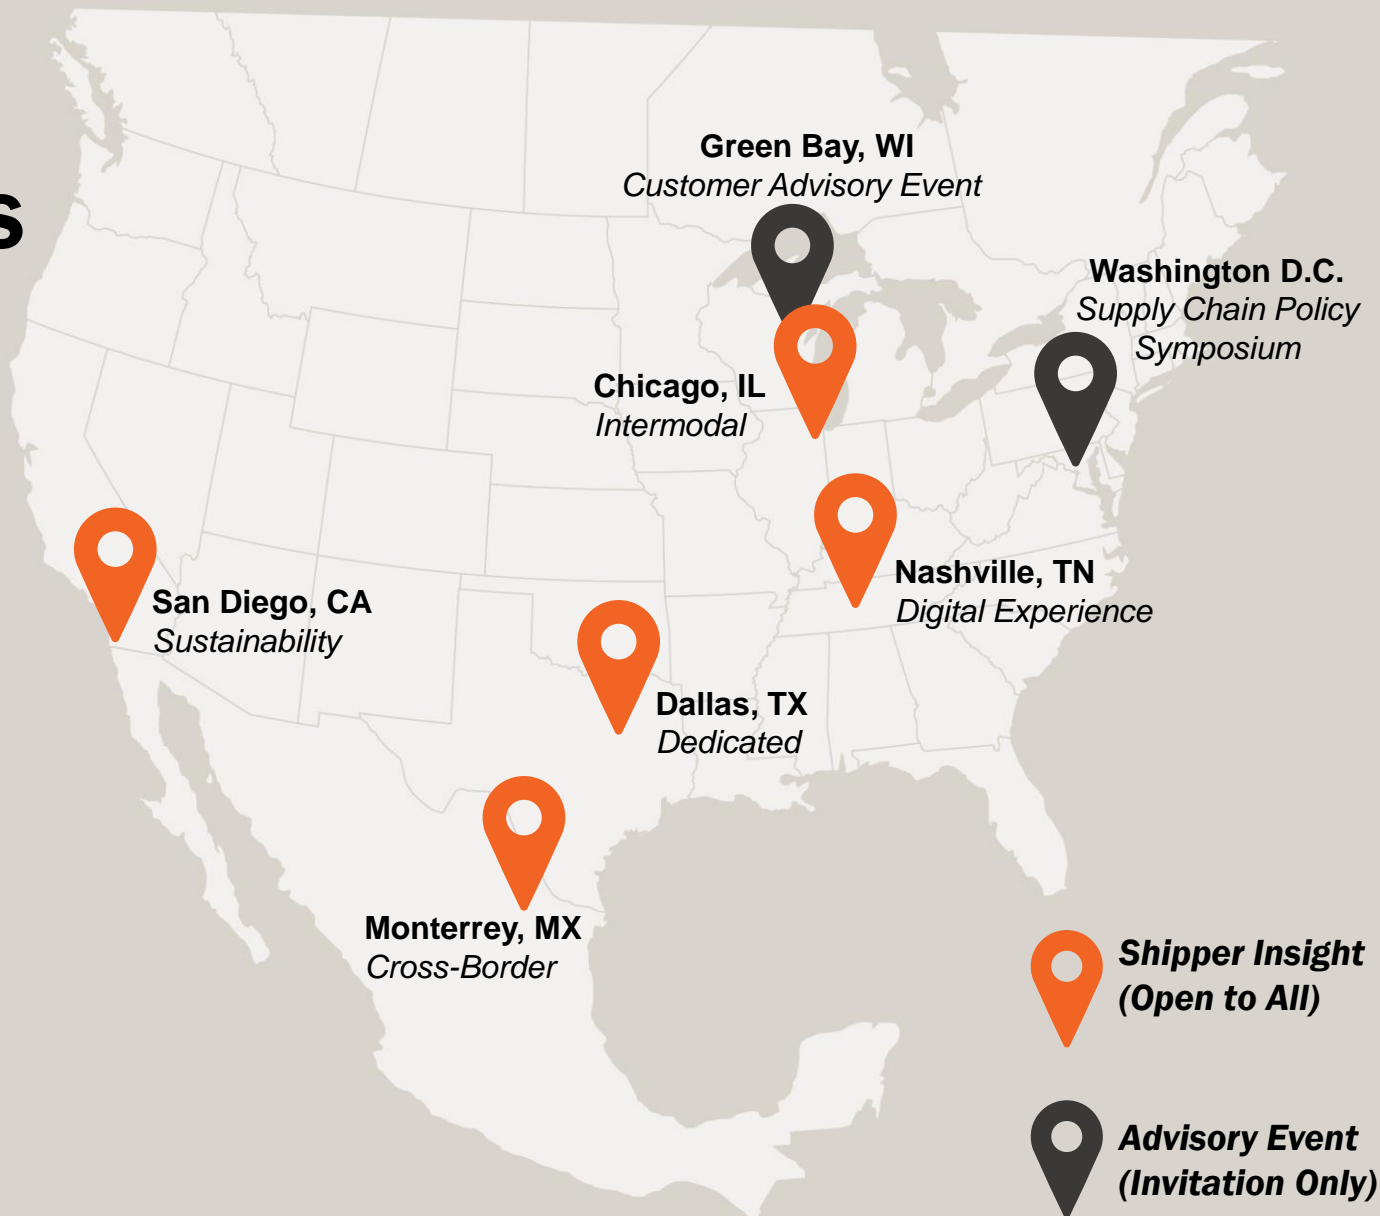 s
Green Bay, WI
Customer Advisory Event
Washington D.C.
Supply Chain Policy
Symposium
Chicago, IL
Intermodal
San Diego, CA
Sustainability
Nashville, TN
Digital Experience
Dallas, TX
Dedicated
Monterrey, MX
Cross-Border
Shipper Insight
(Open to All)
Advisory Event
(Invitation Only)